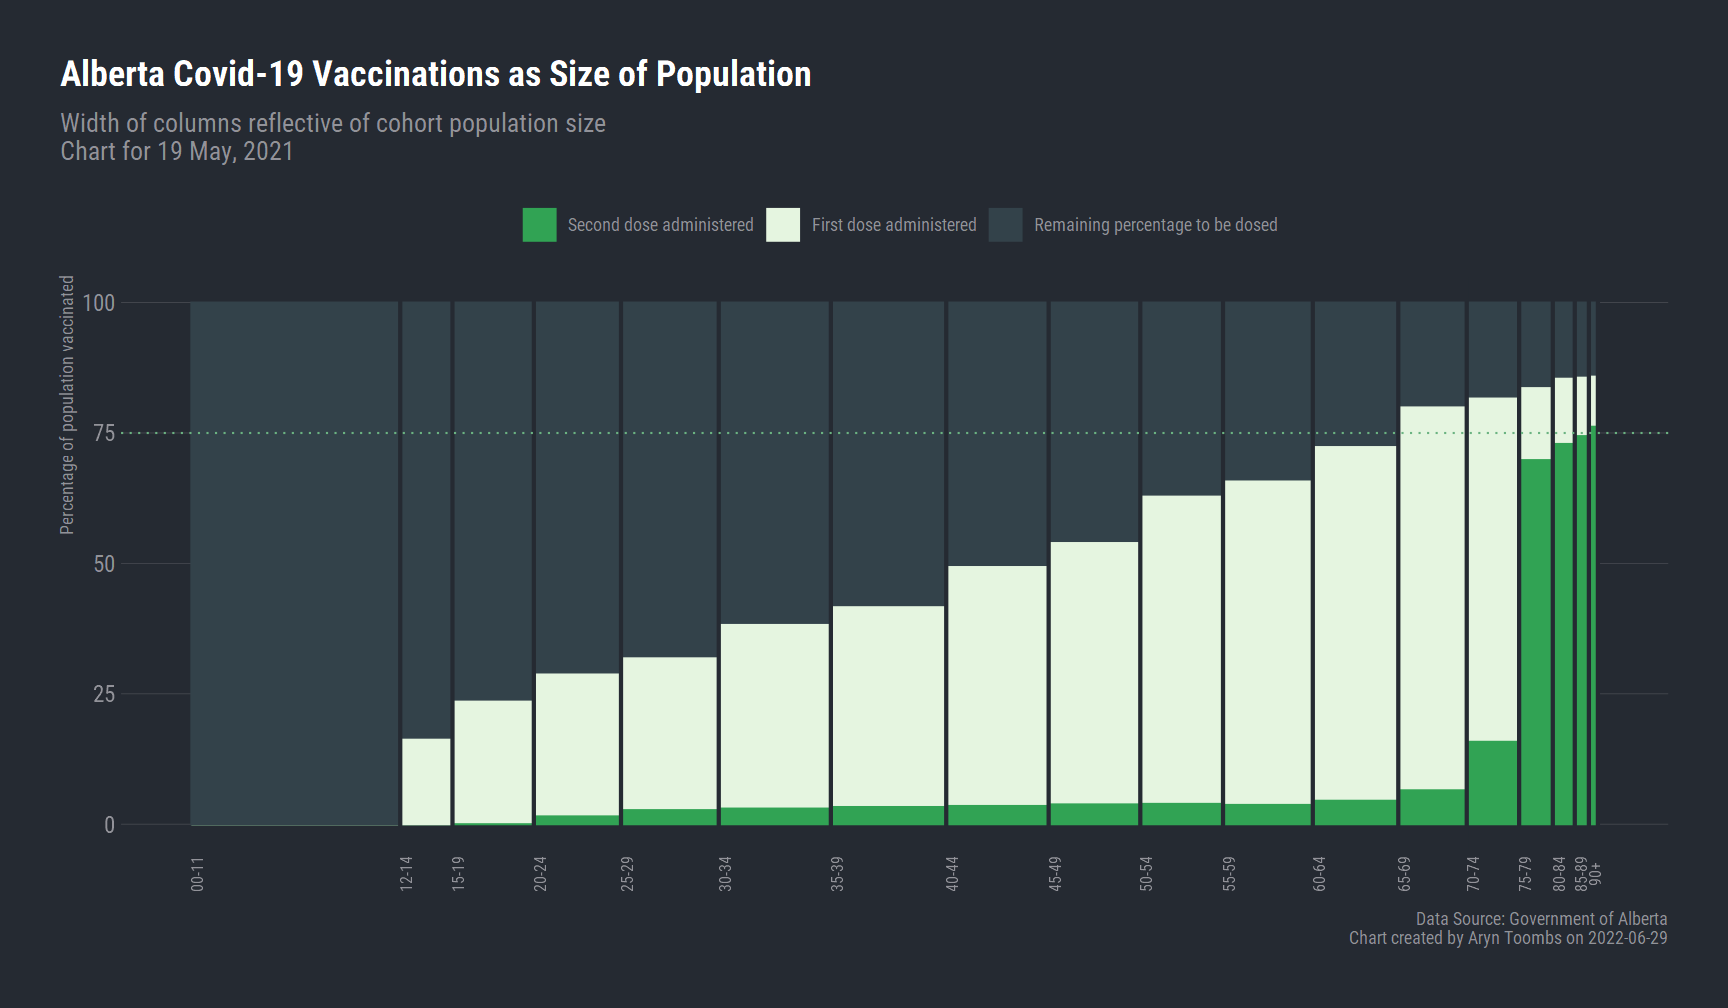 Alberta Covid-19 Vaccinations as Size of Population
Width of columns reflective of cohort population size
Chart for 19 May, 2021
Second dose administered
First dose administered
Remaining percentage to be dosed
Percentage of population vaccinated
100
75
50
25
0
00-11
12-14
15-19
20-24
25-29
30-34
35-39
40-44
45-49
50-54
55-59
60-64
65-69
70-74
75-79
80-84
85-89
90+
Data Source: Government of Alberta
Chart created by Aryn Toombs on 2022-06-29